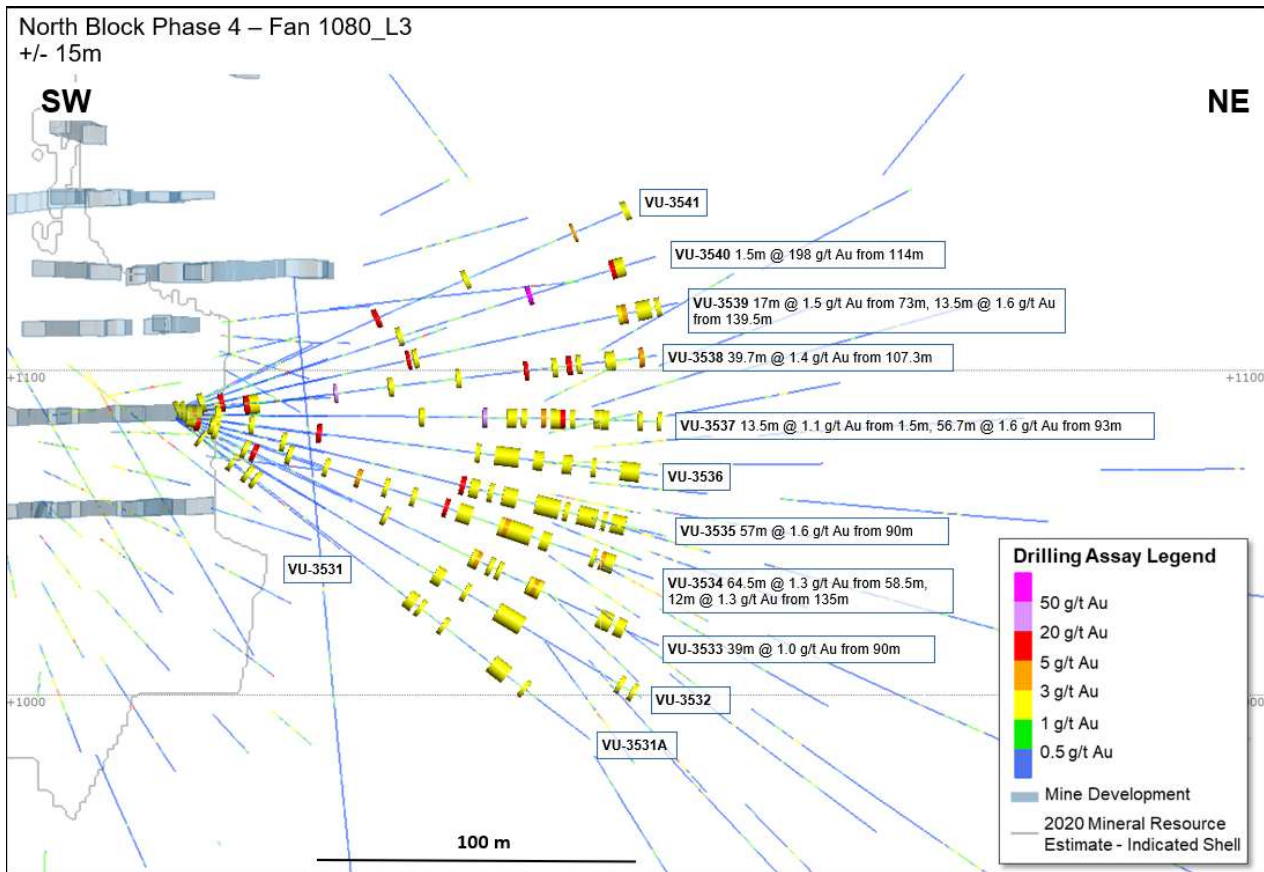 North Block Phase 4 – Fan 1080_L3
+/- 15m
SW
NE
VU-3541
VU-3540 1.5m @ 198 g/t Au from 114m
VU-3539 17m @ 1.5 g/t Au from 73m, 13.5m @ 1.6 g/t Au
from 139.5m
VU-3538 39.7m @ 1.4 g/t Au from 107.3m
+1100
+1100
VU-3537 13.5m @ 1.1 g/t Au from 1.5m, 56.7m @ 1.6 g/t Au from 93m
VU-3536
VU-3535 57m @ 1.6 g/t Au from 90m
VU-3531
VU-3534 64.5m @ 1.3 g/t Au from 58.5m,
12m @ 1.3 g/t Au from 135m
VU-3533 39m @ 1.0 g/t Au from 90m
+1000
VU-3532
VU-3531A
100 m
Drilling Assay Legend
50 g/t Au
20 g/t Au
5 g/t Au
3 g/t Au
1 g/t Au
0.5 g/t Au
Mine Development
2020 Mineral Resource
Estimate - Indicated Shell